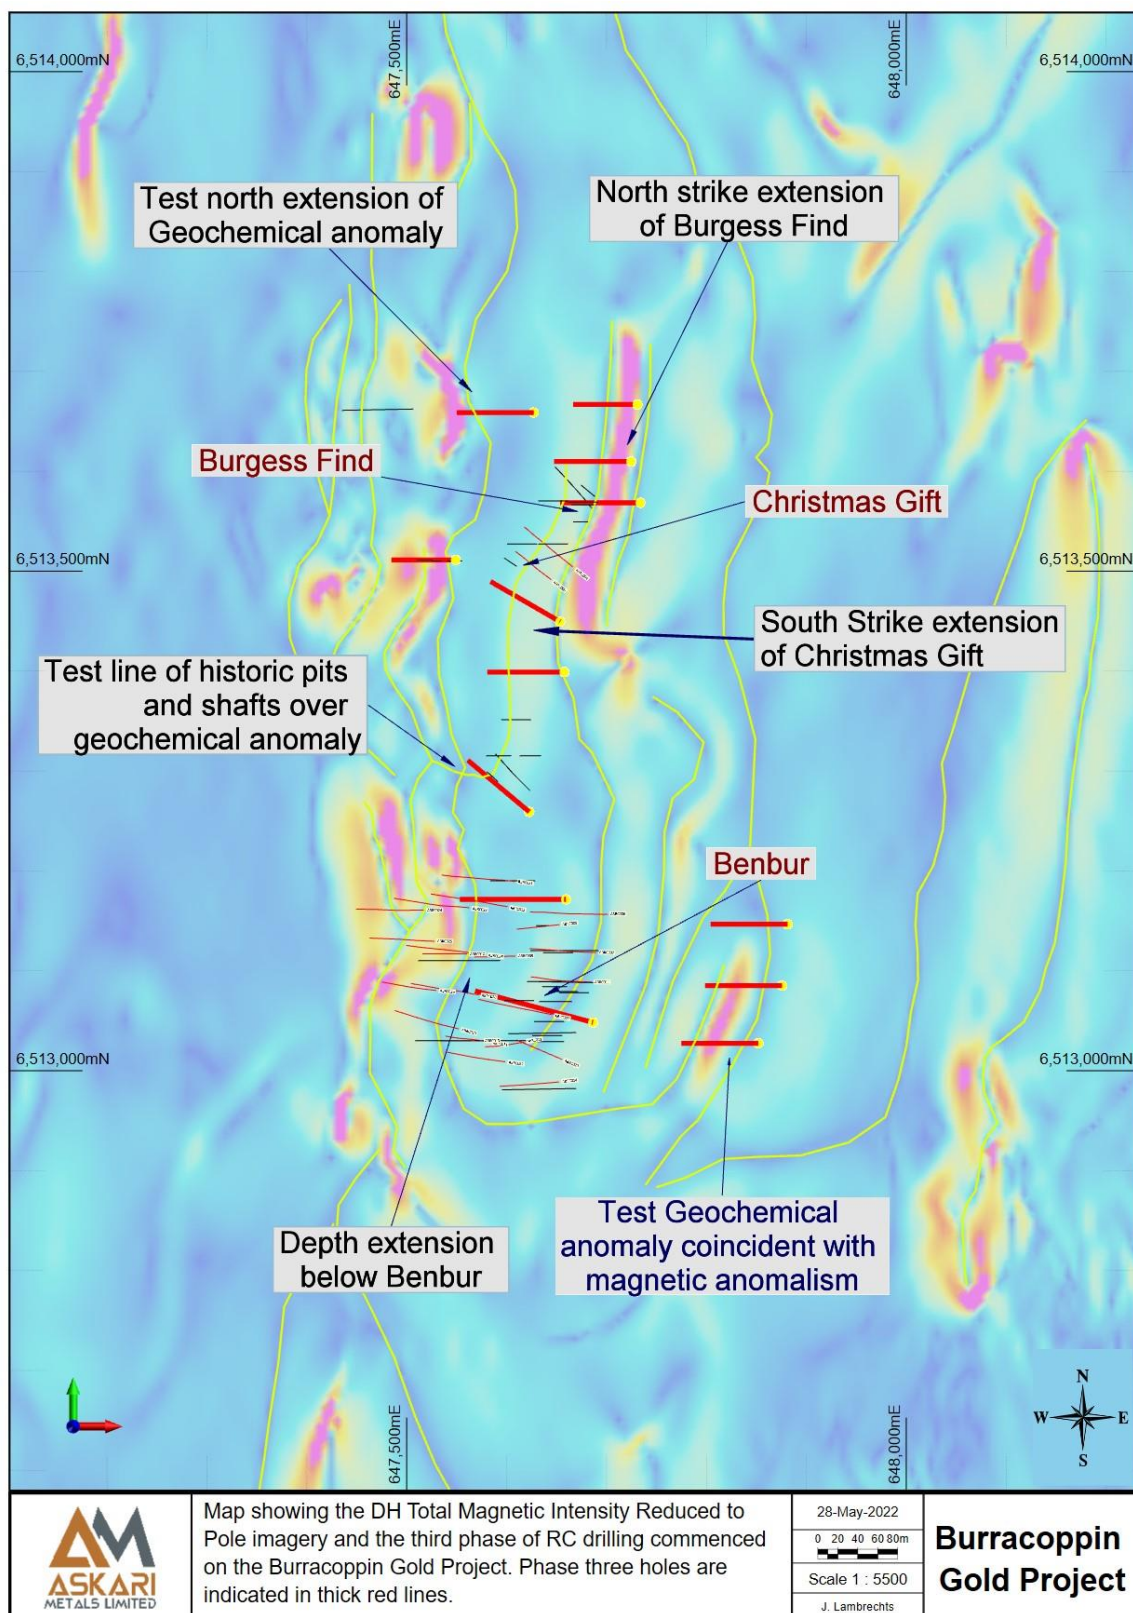 6,514,000mN
647,500mE
648,000mE
6,514,000mN
Test north extension of
Geochemical anomaly
North strike extension
of Burgess Find
Burgess Find
Christmas Gift
6,513,500mN
6,513,500mN
South Strike extension
of Christmas Gift
Test line of historic pits
and shafts over
geochemical anomaly
Benbur
6,513,000mN
6,513,000mN
Depth extension
below Benbur
Test Geochemical
anomaly coincident with
magnetic anomalism
647,500mE
648,000mE
N
W
E
S
AM
ASKARI
METALS LIMITED
Map showing the DH Total Magnetic Intensity Reduced to
Pole imagery and the third phase of RC drilling commenced
on the Burracoppin Gold Project. Phase three holes are
indicated in thick red lines.
28-May-2022
0 20 40 60 80m
Scale 1 : 5500
J. Lambrechts
Burracoppin
Gold Project